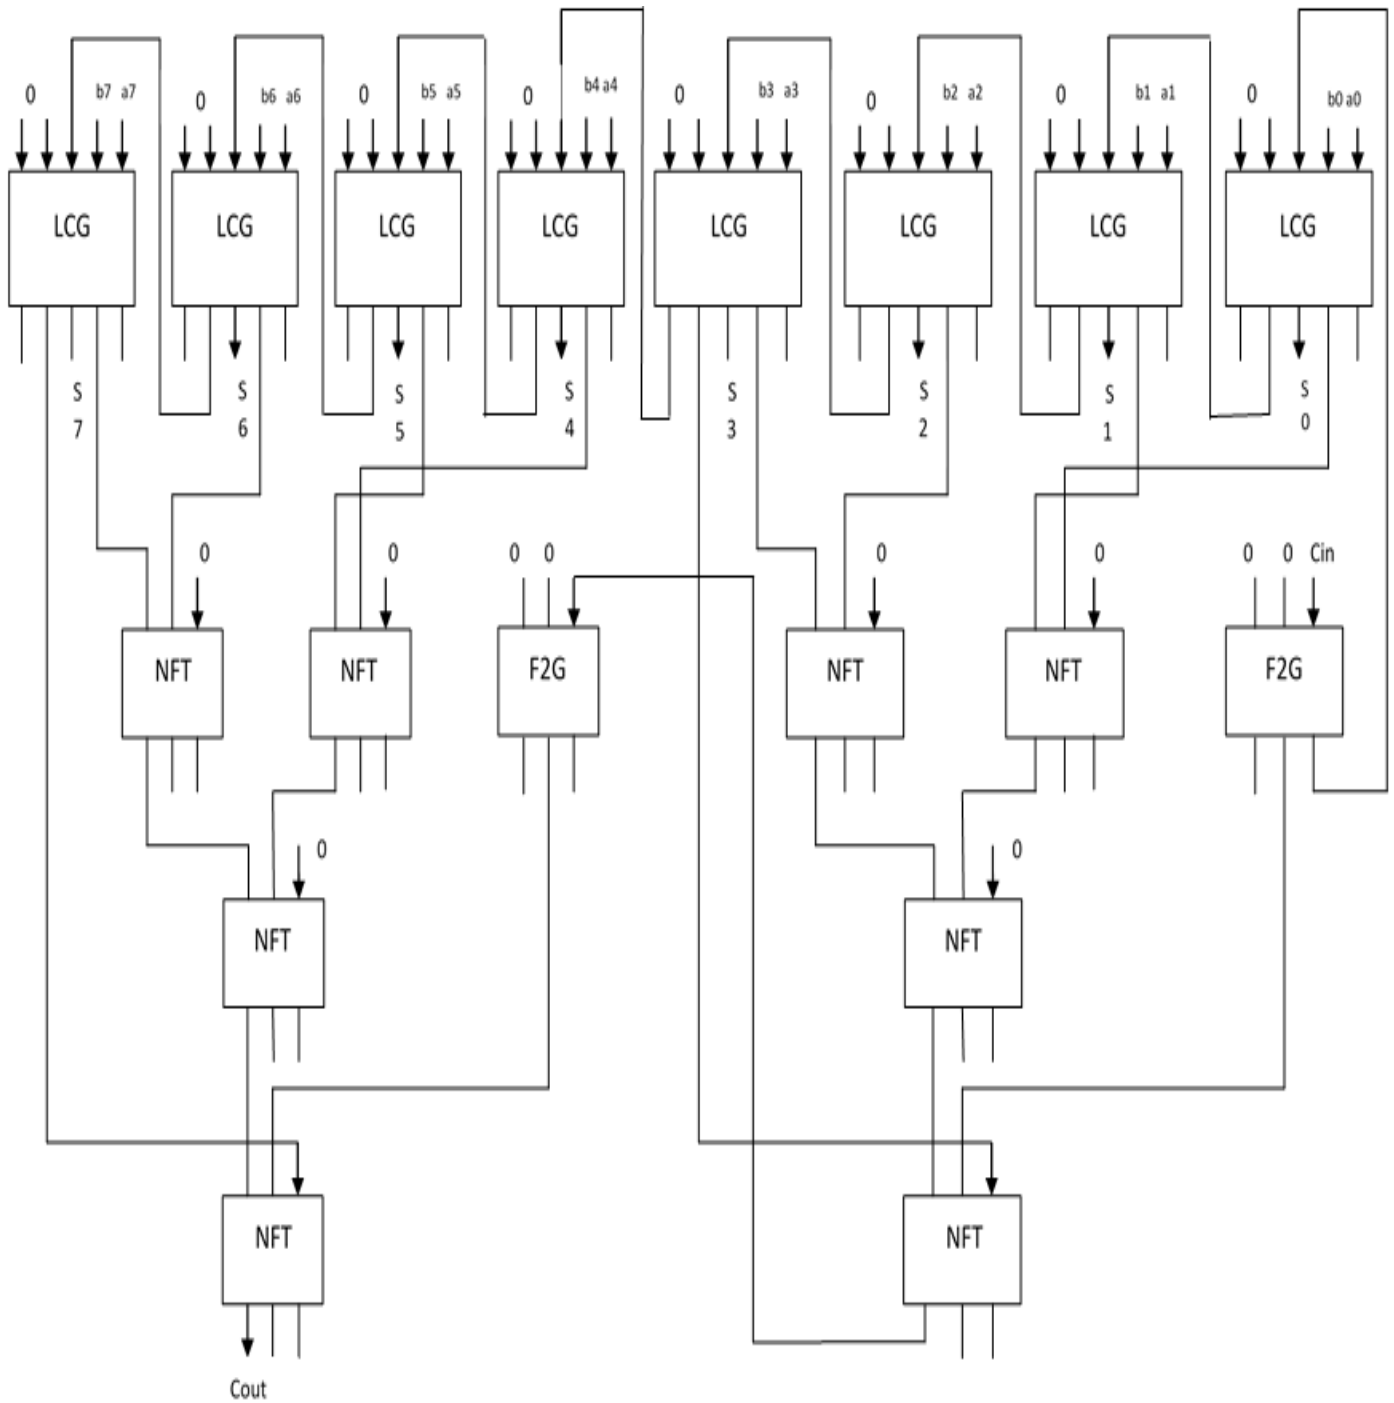 0 b7 a7 0 b6 a6 0 b5 a5 0 b4 a4 0 b3 a3 0 b2 a2 0 b1 a1 0 b0 a0
LCG LCG LCG LCG LCG LCG LCG LCG
S S S S S S S S
7 6 5 4 3 2 1 0
0 0 0 0 0 0 0 0 Cin
NFT NFT F2G NFT NFT F2G
0 0
NFT NFT
NFT NFT
Cout